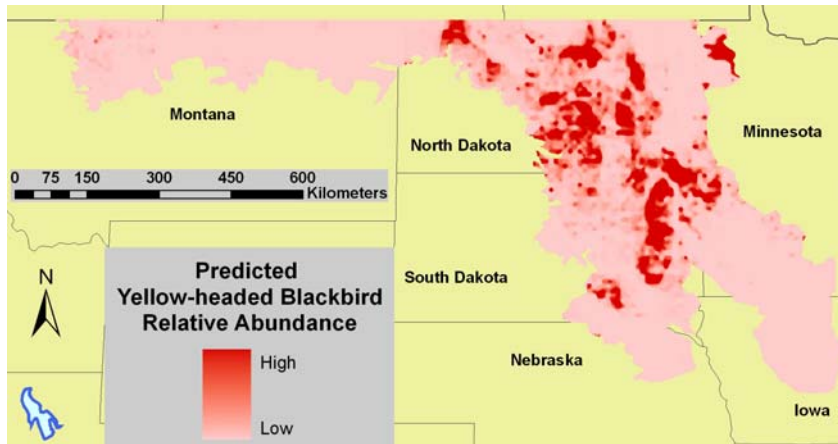 Montana
North Dakota
Minnesota
0 75 150 300 450 600
Kilometers
South Dakota
N
Predicted
Yellow-headed Blackbird
Relative Abundance
High
Low
Nebraska
Iowa